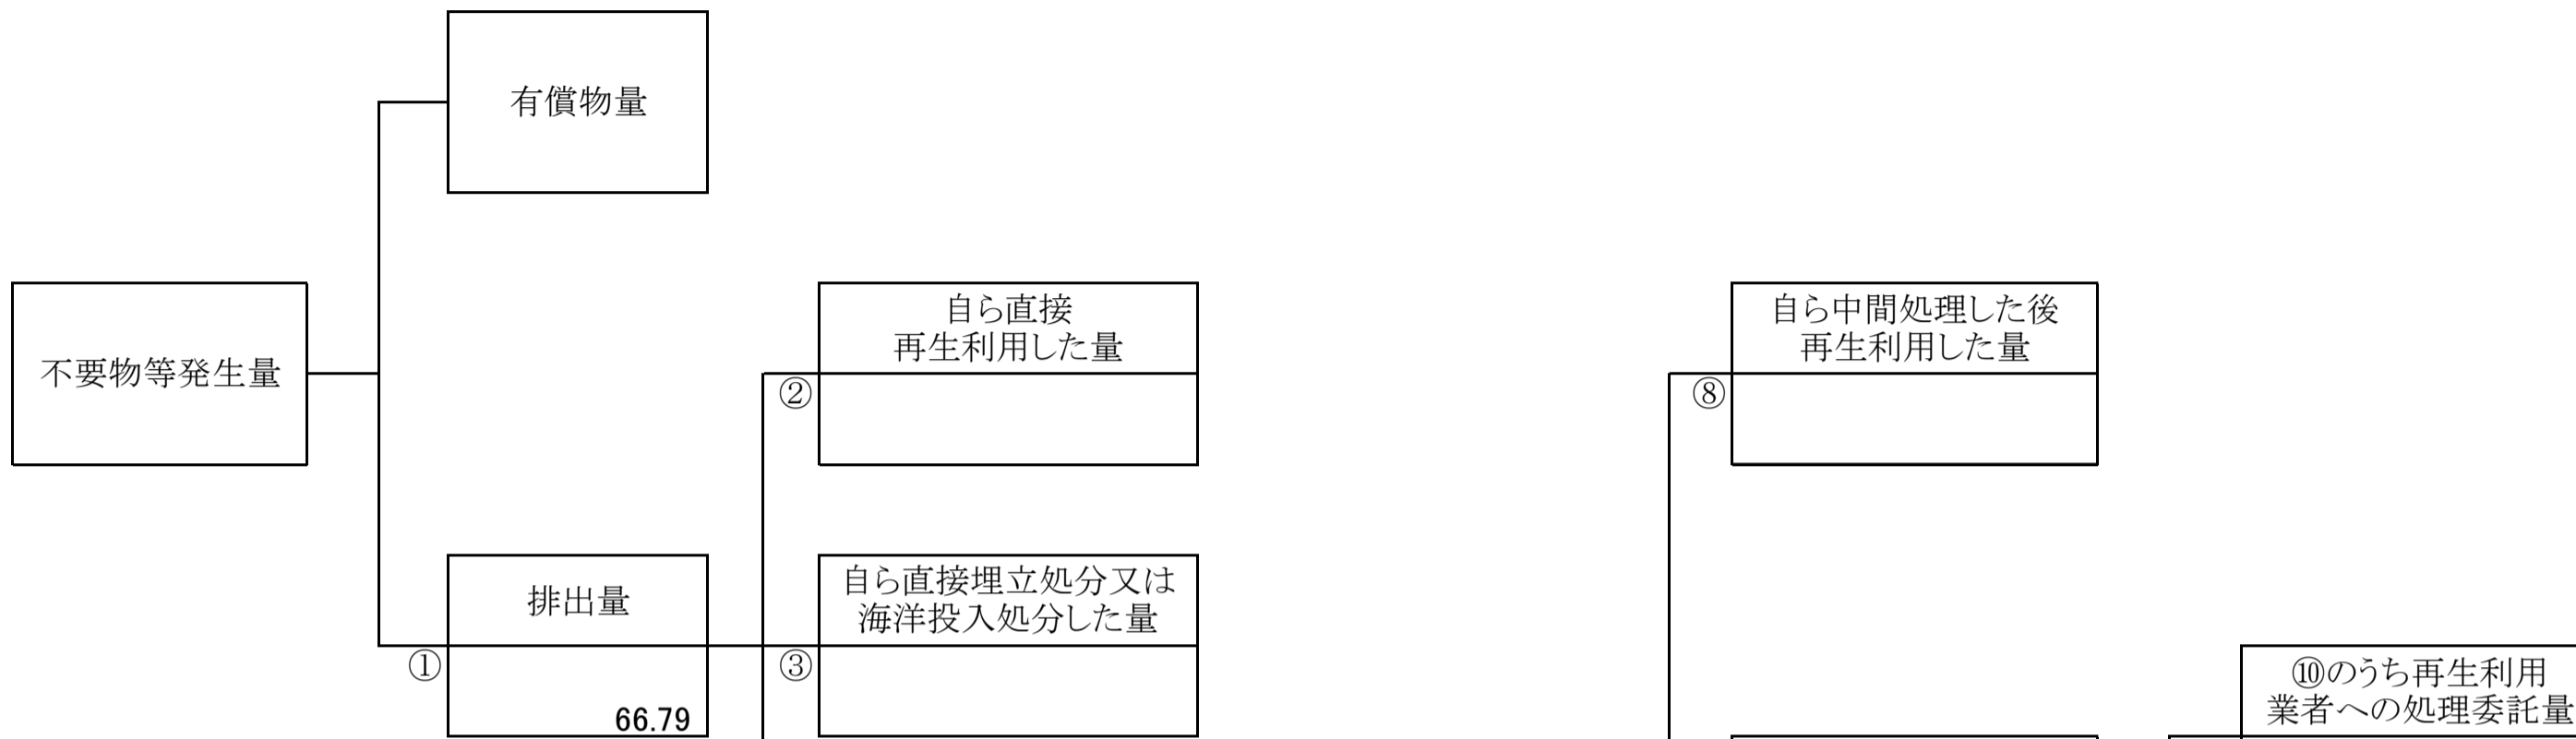 有償物量
不要物等発生量
自ら直接
再生利用した量
②
自ら中間処理した後
再生利用した量
⑧
排出量
①
66.79
自ら直接埋立処分又は
海洋投入処分した量
③
⑩のうち再生利用
業者への処理委託量